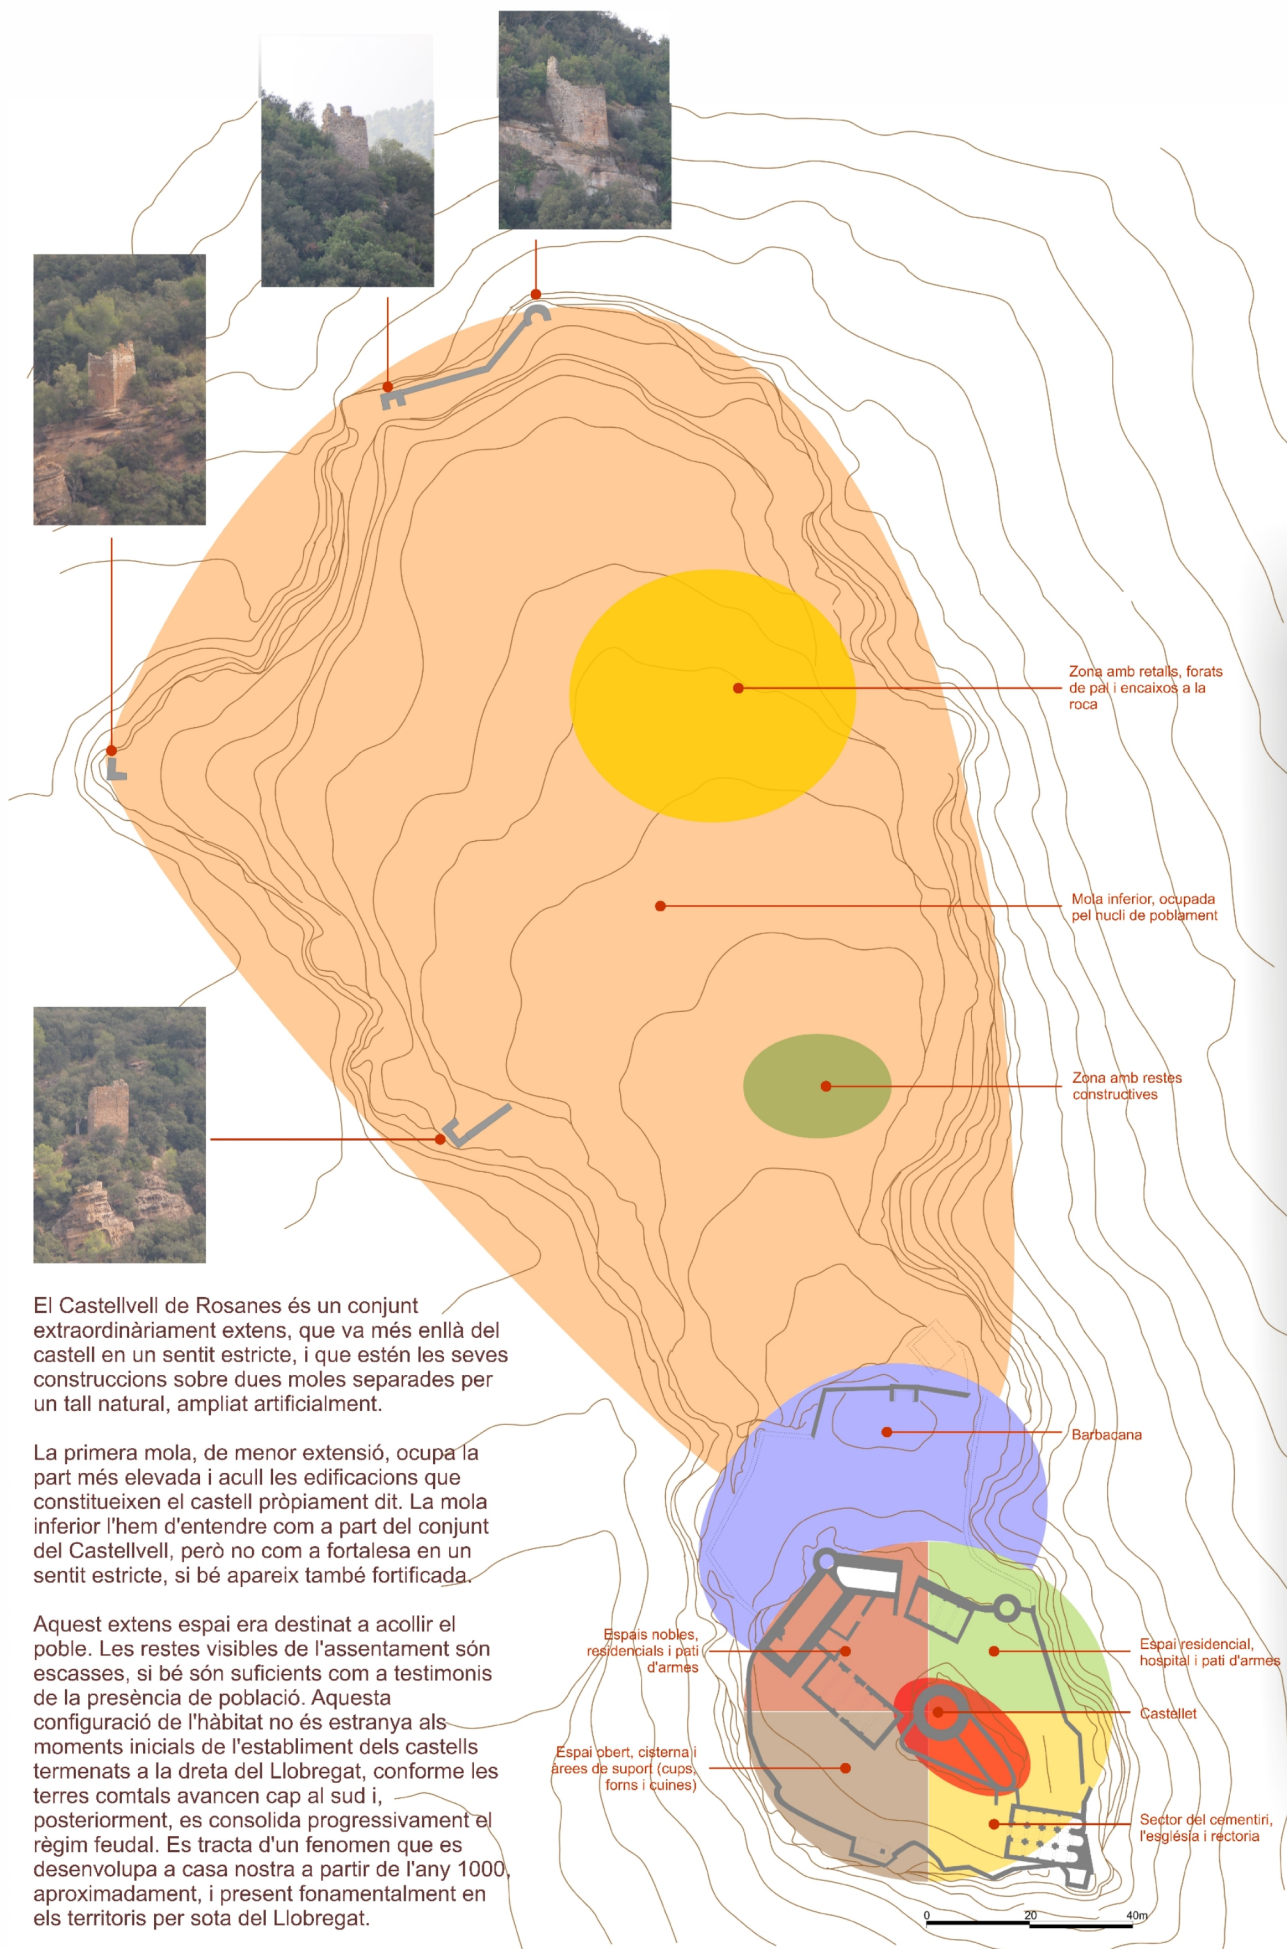 Zona amb retalls, forats
de pal i encaixos a la
roca
Mola inferior, ocupada
pel nucli de poblament
Zona amb restes
constructives
El Castellvell de Rosanes és un conjunt
extraordinàriament extens, que va més enllà del
castell en un sentit estricte, i que estén les seves
construccions sobre dues moles separades per
un tall natural, ampliat artificialment.
La primera mola, de menor extensió, ocupa la
part més elevada i acull les edificacions que
constitueixen el castell pròpiament dit. La mola
inferior l'hem d'entendre com a part del conjunt
del Castellvell, però no com a fortalesa en un
sentit estricte, si bé apareix també fortificada.
Aquest extens espai era destinat a acollir el
poble. Les restes visibles de l'assentament són
escasses, si bé són suficients com a testimonis
de la presència de població. Aquesta
configuració de l'hàbitat no és estranya als
moments inicials de l'establiment dels castells
termenats a la dreta del Llobregat, conforme les
terres comtals avancen cap al sud i,
posteriorment, es consolida progressivament el
règim feudal. Es tracta d'un fenomen que es
desenvolupa a casa nostra a partir de l'any 1000,
aproximadament, i present fonamentalment en
els territoris per sota del Llobregat.
Barbacana
Espais nobles,
residencials i pati
d'armes
Espai residencial,
hospital i pati d'armes
Castellet
Espai obert, cisterna i
àrees de suport (cups,
forns i cuines)
Sector del cementiri,
l'església i rectoria
0 20 40m